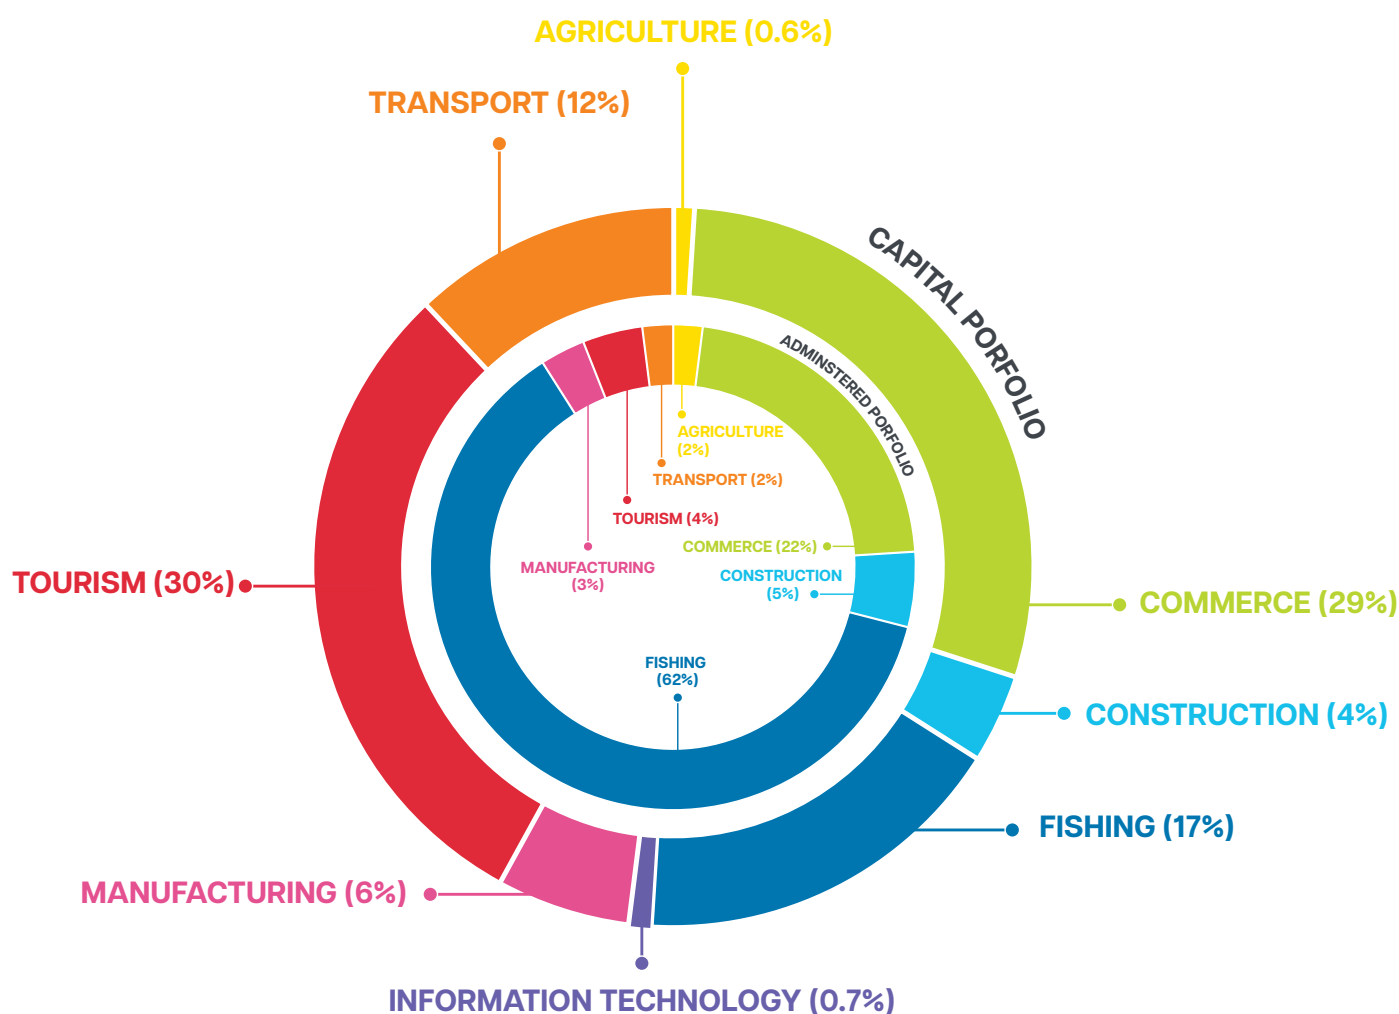 AGRICULTURE (0.6%)
TRANSPORT (12%)
CAPITAL PORFOLIO
ADMINSTERED PORFOLIO
AGRICULTURE
(2%)
TRANSPORT (2%)
TOURISM (4%)
COMMERCE (22%)
MANUFACTURING
(3%)
CONSTRUCTION
(5%)
TOURISM (30%)
COMMERCE (29%)
FISHING
(62%)
CONSTRUCTION (4%)
FISHING (17%)
MANUFACTURING (6%)
INFORMATION TECHNOLOGY (0.7%)